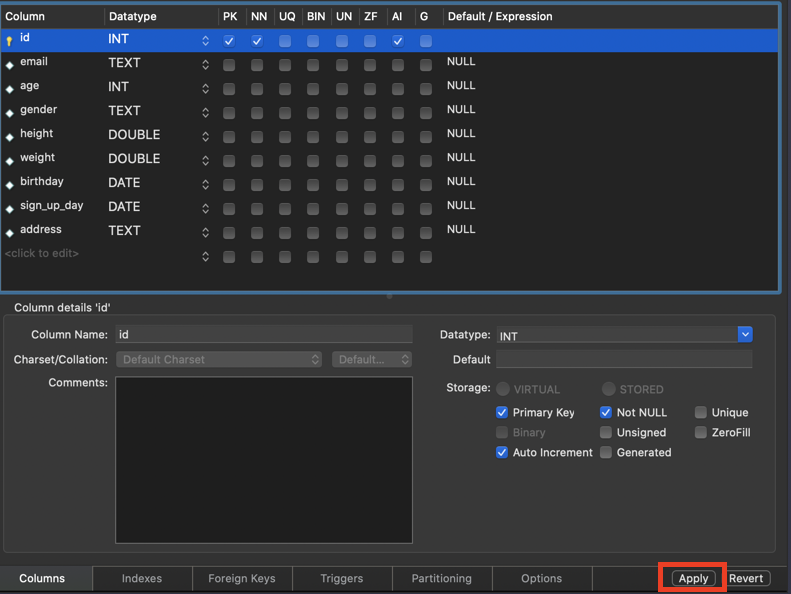 Column Datatype PK NN UQ BIN UN ZF AI G Default / Expression
id INT
email TEXT NULL
age INT NULL
gender TEXT NULL
height DOUBLE NULL
weight DOUBLE NULL
birthday DATE NULL
sign_up_day DATE NULL
address TEXT NULL
<click to edit>
Column details 'id'
Column Name: id Datatype: INT
Charset/Collation: Default Charset Default... Default
Comments: Storage: VIRTUAL STORED
Primary Key Not NULL Unique
Binary Unsigned ZeroFill
Auto Increment Generated
Columns Indexes Foreign Keys Triggers Partitioning Options Apply Revert